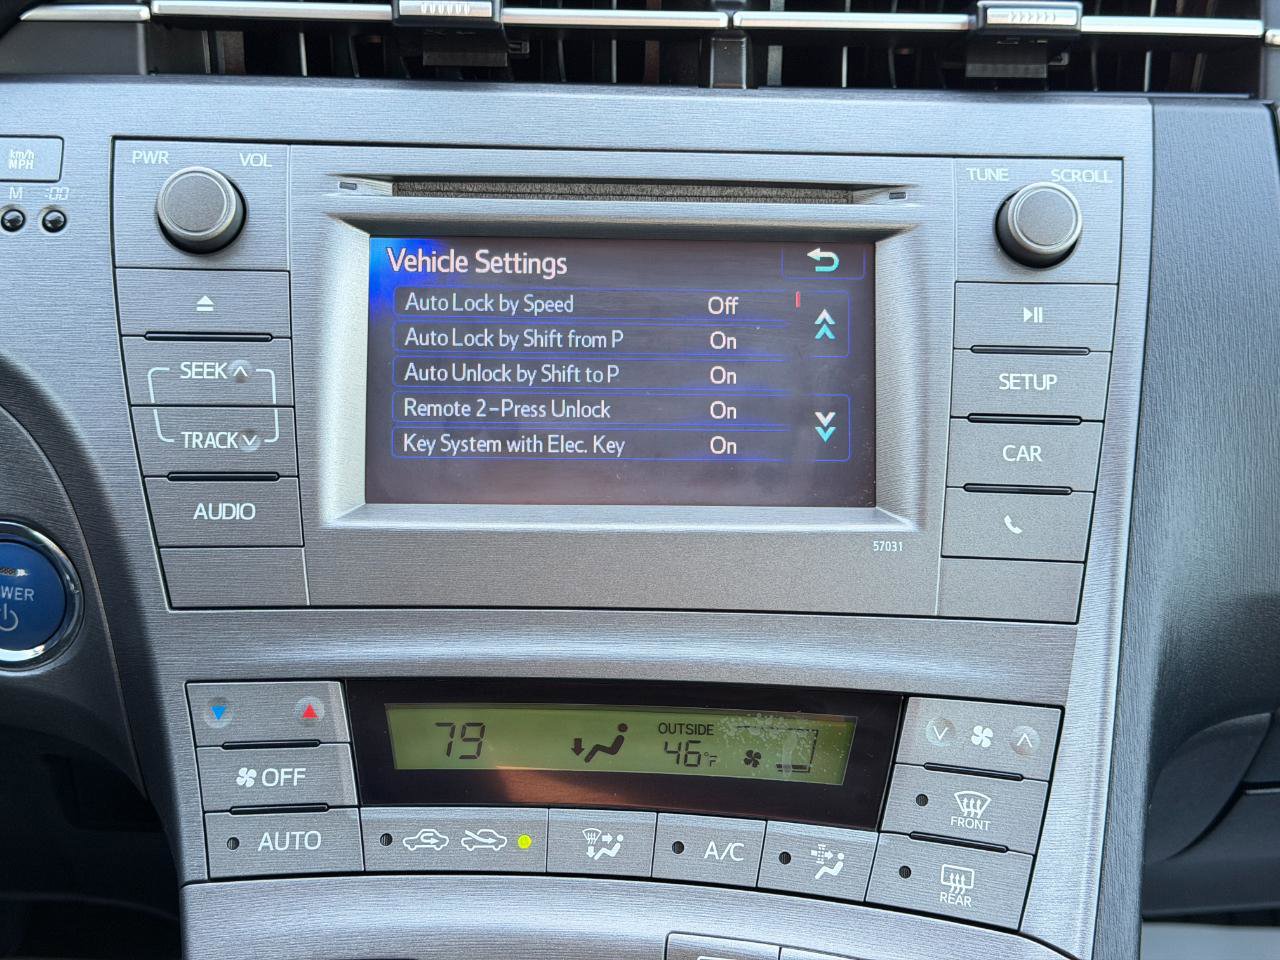 km/h
MPH
M :00
PWR VOL
TUNE SCROLL
Vehicle Settings
Auto Lock by Speed Off
Auto Lock by Shift from P On
Auto Unlock by Shift to P On
Remote 2-Press Unlock On
Key System with Elec. Key On
SEEK
TRACK
AUDIO
SETUP
CAR
57031
79
OUTSIDE
46°F
OFF
AUTO
A/C
FRONT
REAR